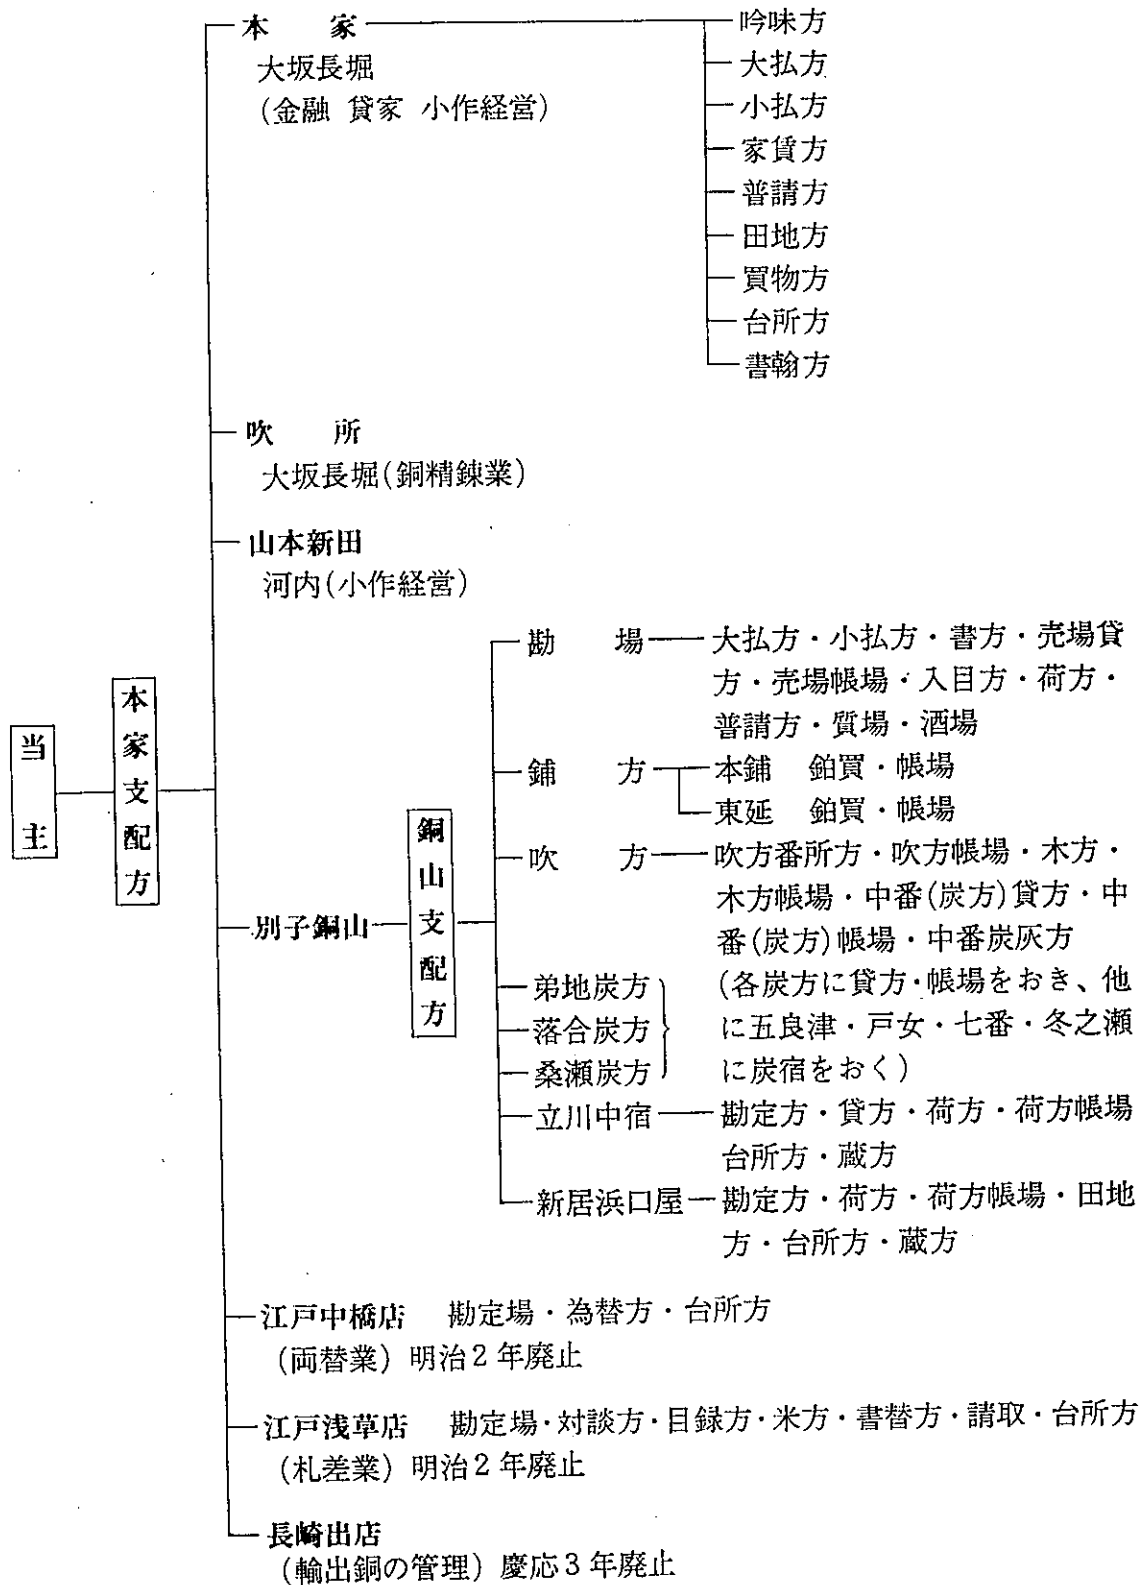 本　家
大坂長堀
(金融 貸家 小作経営)
吟味方
大払方
小払方
家賃方
普請方
田地方
買物方
台所方
書翰方
吹　所
大坂長堀(銅精錬業)
山本新田
河内(小作経営)
当主
本家支配方
別子銅山
銅山支配方
勘　場
大払方・小払方・書方・売場貸
方・売場帳場・入目方・荷方・
普請方・質場・酒場
鋪　方
本鋪　鉑買・帳場
東延　鉑買・帳場
吹　方
吹方番所方・吹方帳場・木方・
木方帳場・中番(炭方)貸方・中
番(炭方)帳場・中番炭灰方
弟地炭方
落合炭方
桑瀬炭方
(各炭方に貸方・帳場をおき、他
に五良津・戸女・七番・冬之瀬
に炭宿をおく)
立川中宿
勘定方・貸方・荷方・荷方帳場
台所方・蔵方
新居浜口屋
勘定方・荷方・荷方帳場・田地
方・台所方・蔵方
江戸中橋店　勘定場・為替方・台所方
(両替業) 明治2年廃止
江戸浅草店　勘定場・対談方・目録方・米方・書替方・請取・台所方
(札差業) 明治2年廃止
長崎出店
(輸出銅の管理) 慶応3年廃止